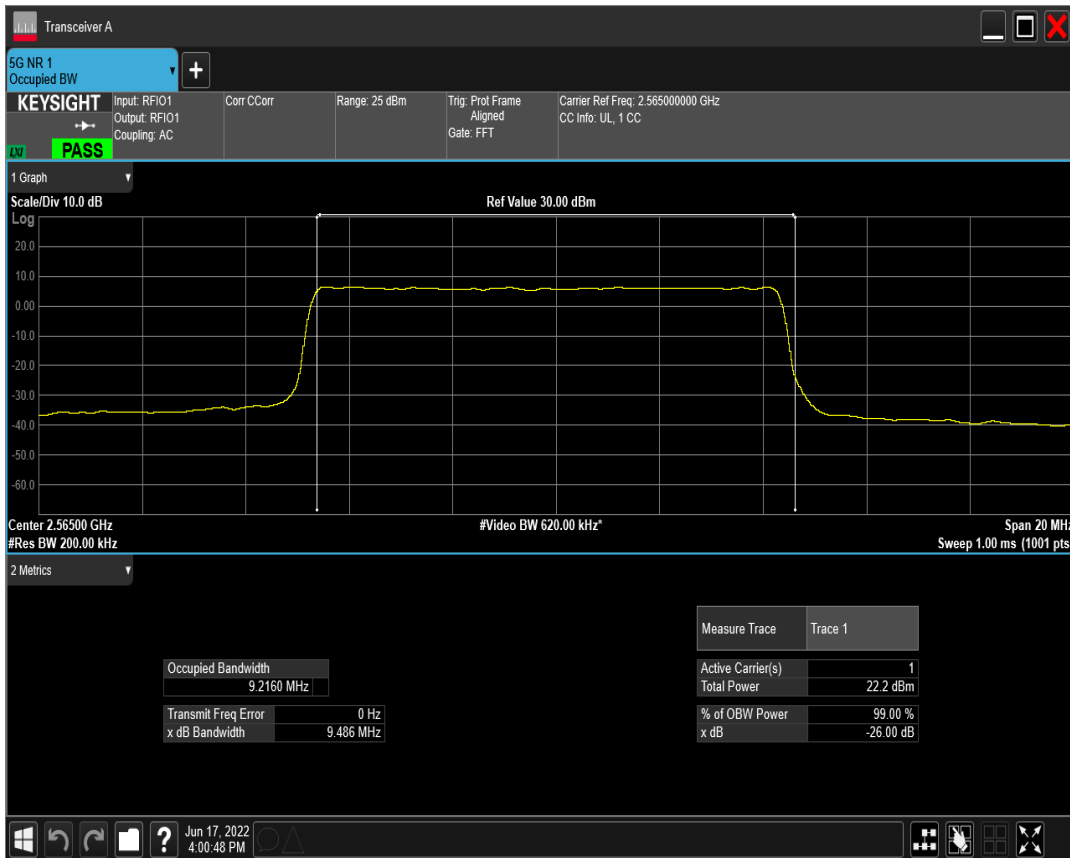 Transceiver A
5G NR 1
Occupied BW
KEYSIGHT
LXI
PASS
Input: RFIO1
Output: RFIO1
Coupling: AC
Corr CCorr
Range: 25 dBm
Trig: Prot Frame
Aligned
Gate: FFT
Carrier Ref Freq: 2.565000000 GHz
CC Info: UL, 1 CC
1 Graph
Scale/Div 10.0 dB
Ref Value 30.00 dBm
Log
20.0
10.0
0.00
-10.0
-20.0
-30.0
-40.0
-50.0
-60.0
Center 2.56500 GHz
#Video BW 620.00 kHz*
Span 20 MHz
#Res BW 200.00 kHz
Sweep 1.00 ms (1001 pts
2 Metrics
Measure Trace Trace 1
Occupied Bandwidth
9.2160 MHz
Active Carrier(s) 1
Total Power 22.2 dBm
Transmit Freq Error 0 Hz
x dB Bandwidth 9.486 MHz
% of OBW Power 99.00 %
x dB -26.00 dB
?
Jun 17, 2022
4:00:48 PM